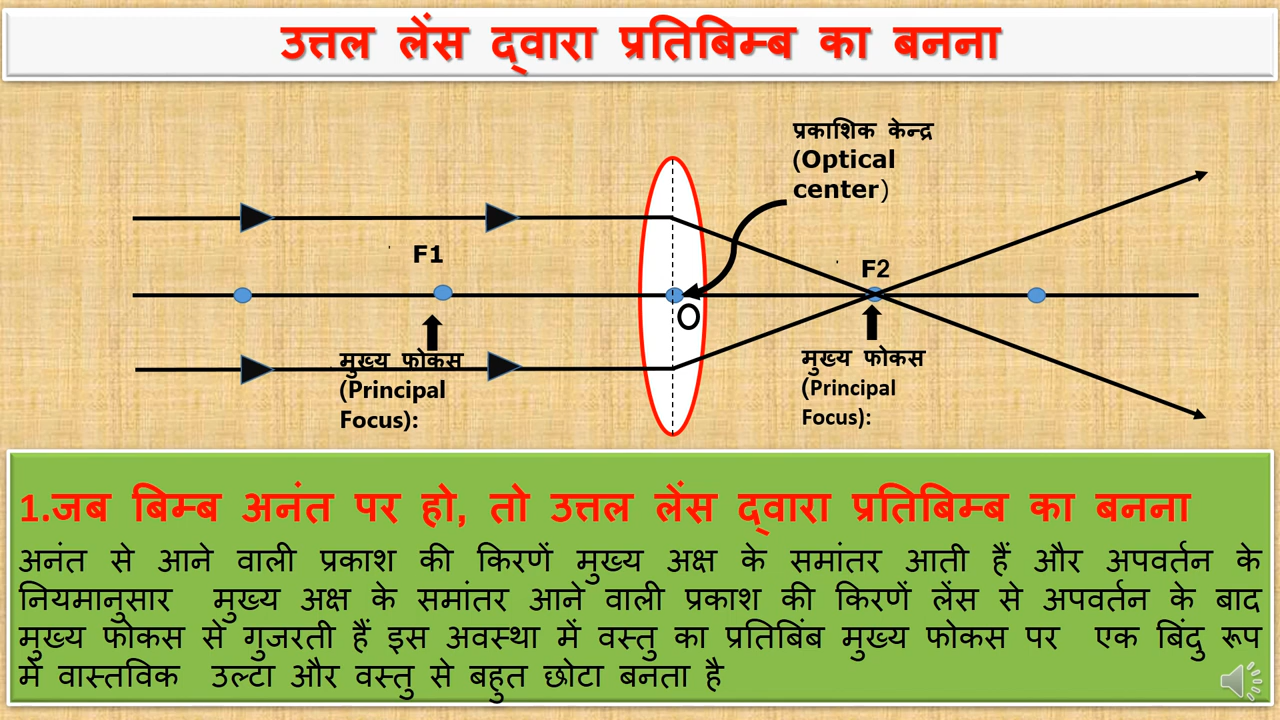 उत्तल लेंस द्वारा प्रतिबिम्ब का बनना
प्रकाशिक केन्द्र
(Optical
center)
F1
F2
O
मुख्य फोकस
(Principal
Focus):
मुख्य फोकस
(Principal
Focus):
1.जब बिम्ब अनंत पर हो, तो उत्तल लेंस द्वारा प्रतिबिम्ब का बनना
अनंत से आने वाली प्रकाश की किरणें मुख्य अक्ष के समांतर आती हैं और अपवर्तन के
नियमानुसार मुख्य अक्ष के समांतर आने वाली प्रकाश की किरणें लेंस से अपवर्तन के बाद
मुख्य फोकस से गुजरती हैं इस अवस्था में वस्तु का प्रतिबिंब मुख्य फोकस पर एक बिंदु रूप
में वास्तविक उल्टा और वस्तु से बहुत छोटा बनता है